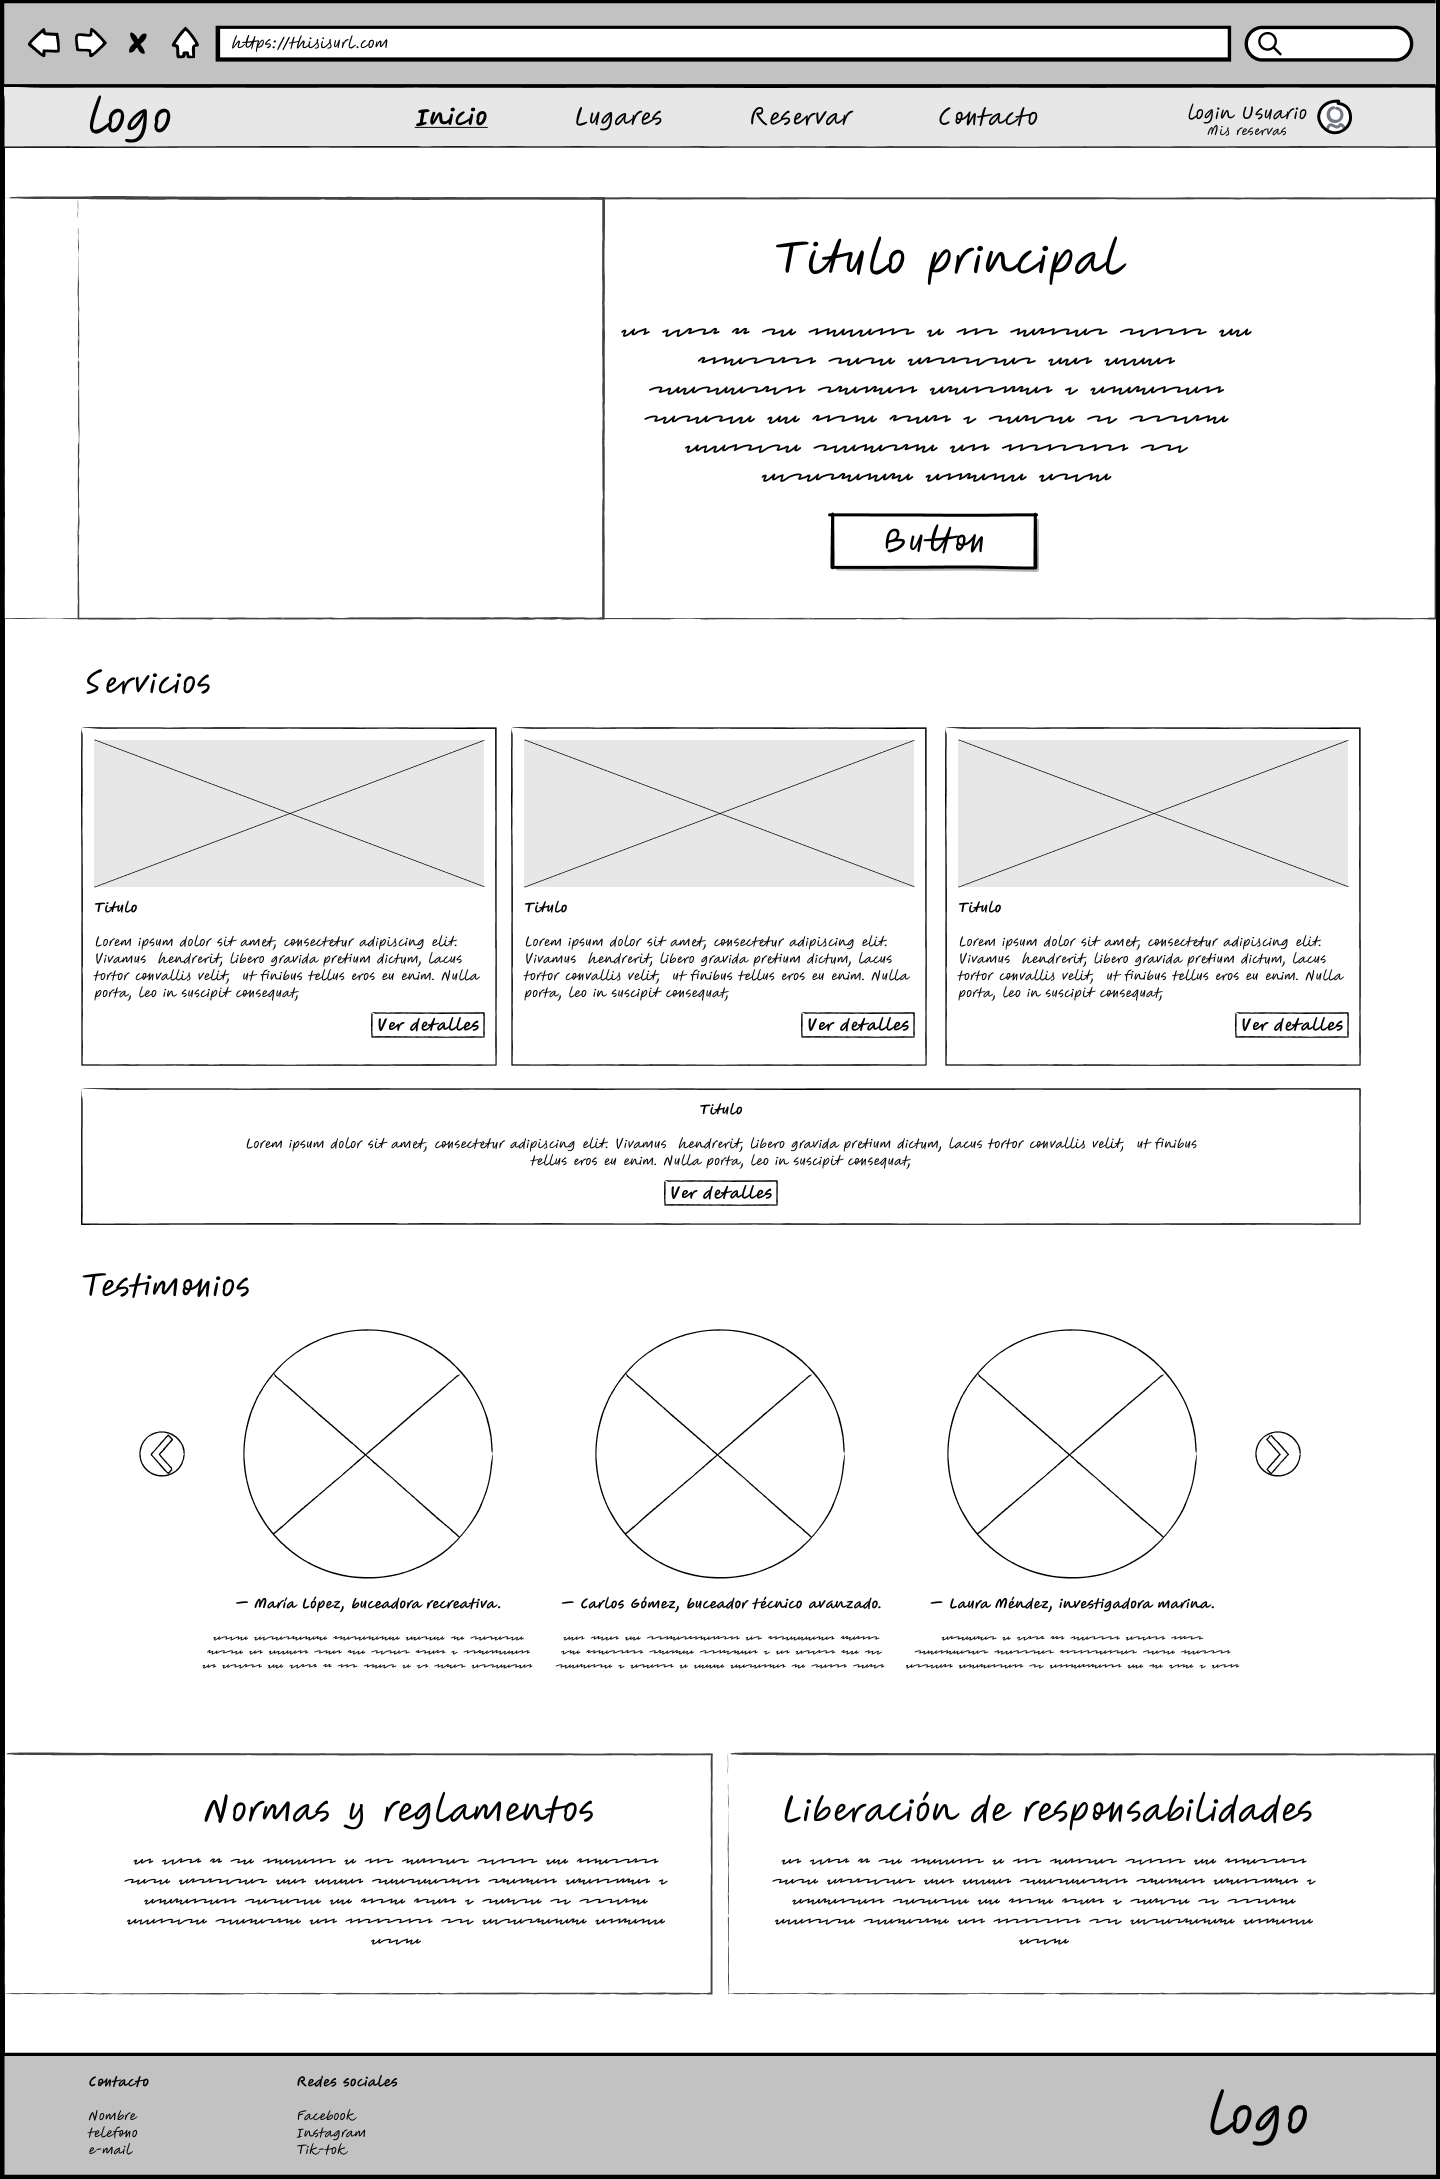 https://thisisurl.com
logo
Inicio
Lugares
Reservar
Contacto
login Usuario
Mis reservas
Titulo principal
Button
Servicios
Titulo
Lorem ipsum dolor sit amet, consectetur adipiscing elit.
Vivamus hendrerit, libero gravida pretium dictum, lacus
tortor convallis velit, ut finibus tellus eros eu enim. Nulla
porta, leo in suscipit consequat,
Ver detalles
Titulo
Lorem ipsum dolor sit amet, consectetur adipiscing elit.
Vivamus hendrerit, libero gravida pretium dictum, lacus
tortor convallis velit, ut finibus tellus eros eu enim. Nulla
porta, leo in suscipit consequat,
Ver detalles
Titulo
Lorem ipsum dolor sit amet, consectetur adipiscing elit.
Vivamus hendrerit, libero gravida pretium dictum, lacus
tortor convallis velit, ut finibus tellus eros eu enim. Nulla
porta, leo in suscipit consequat,
Ver detalles
Titulo
Lorem ipsum dolor sit amet, consectetur adipiscing elit. Vivamus hendrerit, libero gravida pretium dictum, lacus tortor convallis velit, ut finibus
tellus eros eu enim. Nulla porta, leo in suscipit consequat,
Ver detalles
Testimonios
— María López, buceadora recreativa.
— Carlos Gómez, buceador técnico avanzado.
— Laura Méndez, investigadora marina.
Normas y reglamentos
Liberación de responsabilidades
Contacto
Nombre
telefono
e-mail
Redes sociales
Facebook
Instagram
Tik-tok
logo